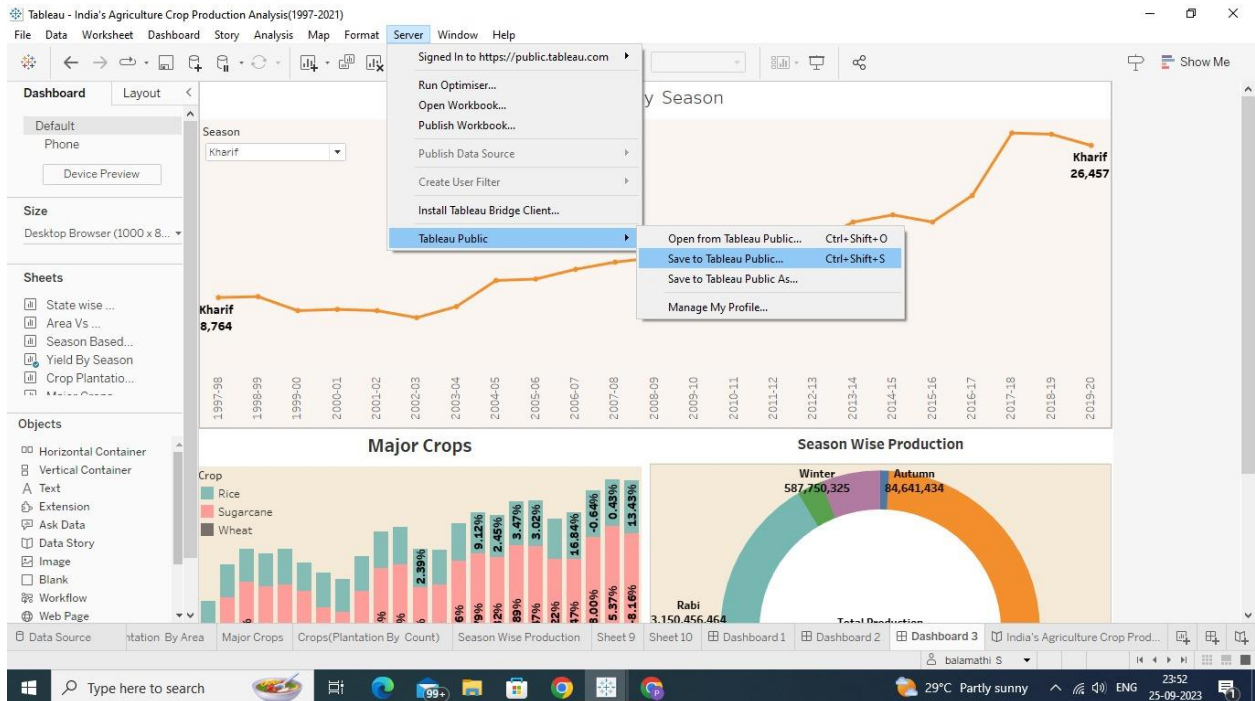 Tableau - India's Agriculture Crop Production Analysis(1997-2021)
File Data Worksheet Dashboard Story Analysis Map Format Server Window Help
Show Me
Signed In to https://public.tableau.com
Run Optimiser...
Open Workbook...
Publish Workbook...
Publish Data Source
Create User Filter
Install Tableau Bridge Client...
Tableau Public
Open from Tableau Public... Ctrl+Shift+O
Save to Tableau Public... Ctrl+Shift+S
Save to Tableau Public As...
Manage My Profile...
Dashboard Layout
Default
Phone
Device Preview
Size
Desktop Browser (1000 x 8...
Sheets
State wise ...
Area Vs ...
Season Based...
Yield By Season
Crop Plantatio...
Objects
Horizontal Container
Vertical Container
Text
Extension
Ask Data
Data Story
Image
Blank
Workflow
Web Page
y Season
Season
Kharif
Kharif
26,457
Kharif
8,764
1997-98
1998-99
1999-00
2000-01
2001-02
2002-03
2003-04
2004-05
2005-06
2006-07
2007-08
2008-09
2009-10
2010-11
2011-12
2012-13
2013-14
2014-15
2015-16
2016-17
2017-18
2018-19
2019-20
Major Crops
Crop
Rice
Sugarcane
Wheat
2.39%
9.12%
2.45%
3.47%
3.02%
16.84%
-0.64%
0.43%
13.43%
5.37%
-8.16%
Season Wise Production
Winter
587,750,325
Autumn
84,641,434
Rabi
3,150,456,464
Data Source ntation By Area Major Crops Crops(Plantation By Count) Season Wise Production Sheet 9 Sheet 10 Dashboard 1 Dashboard 2 Dashboard 3 India's Agriculture Crop Prod...
balamathi S
Type here to search
99+
29°C Partly sunny
ENG
23:52
25-09-2023
1